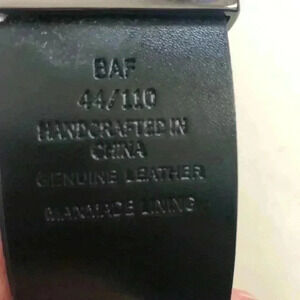 BAF
44/110
HANDCRAFTED IN
CHINA
GENUINE LEATHER
MANMADE LINING